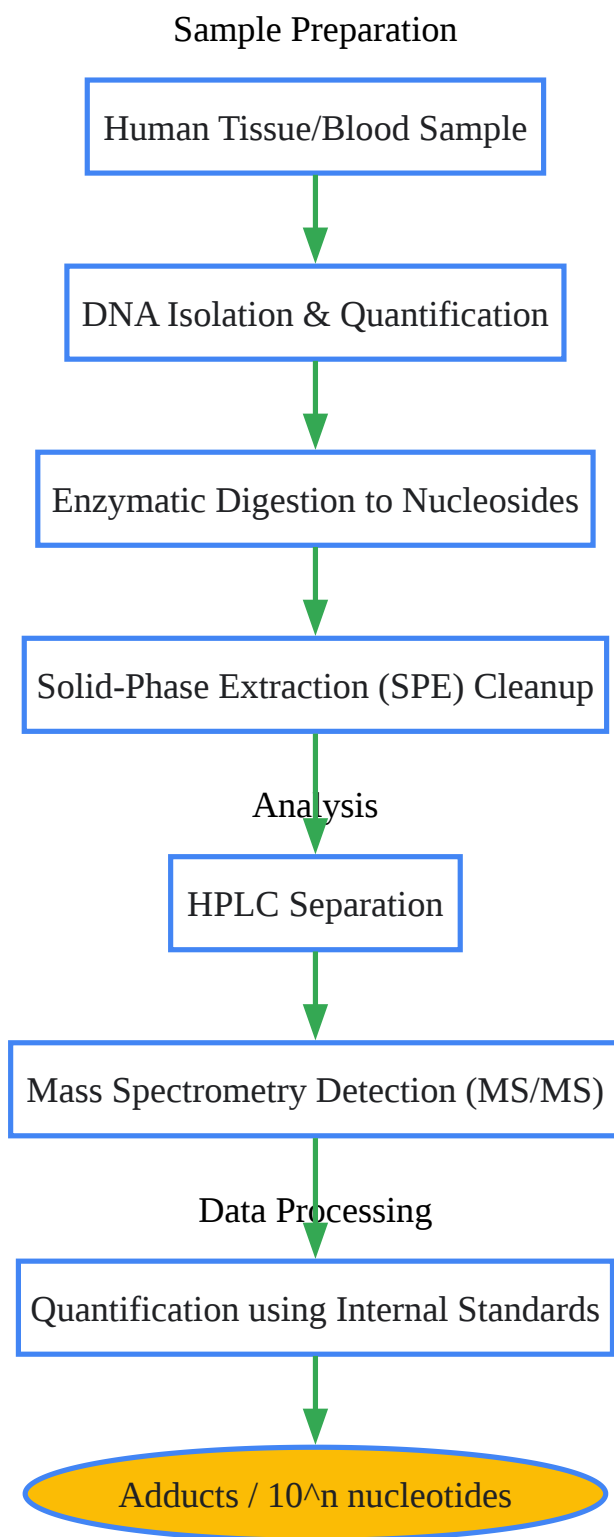 Sample Preparation
Human Tissue/Blood Sample
DNA Isolation & Quantification
Enzymatic Digestion to Nucleosides
Solid-Phase Extraction (SPE) Cleanup
Analysis
HPLC Separation
Mass Spectrometry Detection (MS/MS)
Data Processing
Quantification using Internal Standards
Adducts / 10^n nucleotides